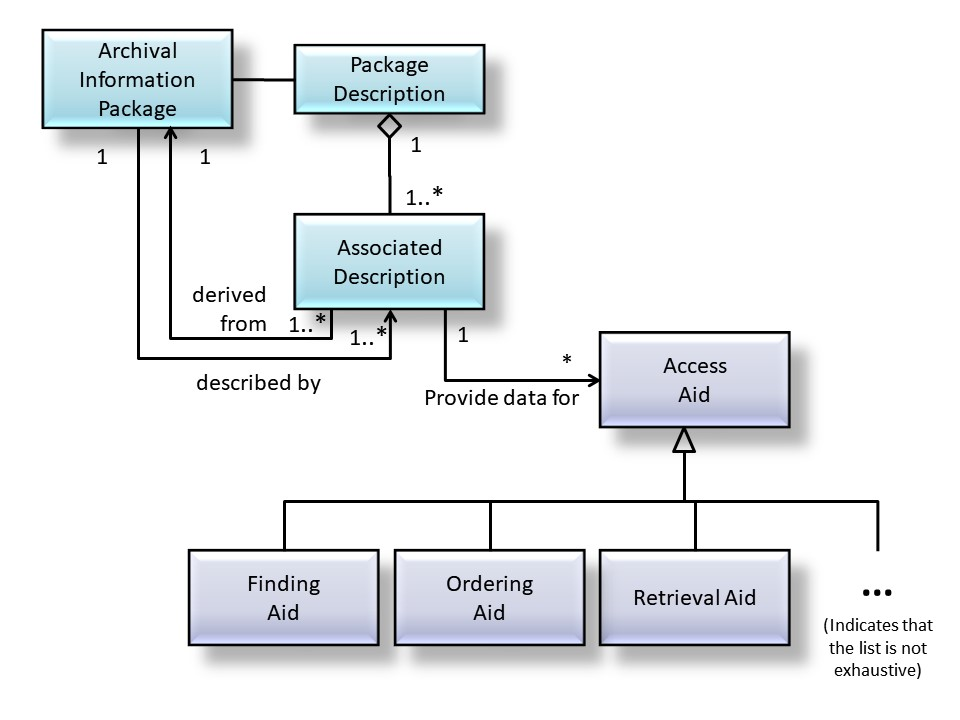 Archival
Information
Package
Package
Description
1
1
1
1..*
Associated
Description
derived
from
1..*
1..*
described by
1
*
Provide data for
Access
Aid
Finding
Aid
Ordering
Aid
Retrieval Aid
...
(Indicates that
the list is not
exhaustive)